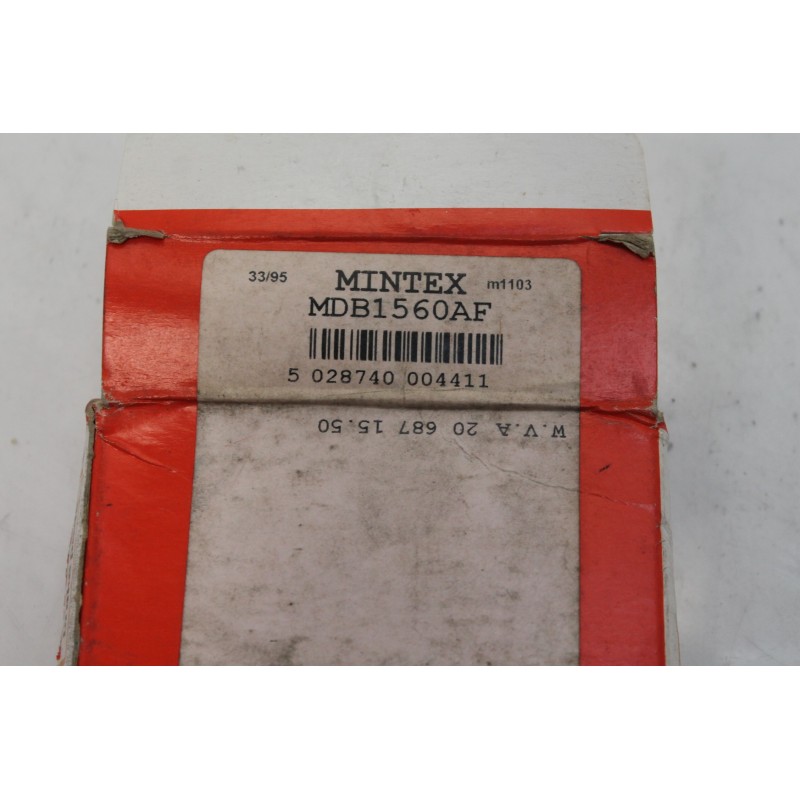 33/95 MINTEX m1103
MDB1560AF
5 028740 004411
W.V.A 20 687 15.50